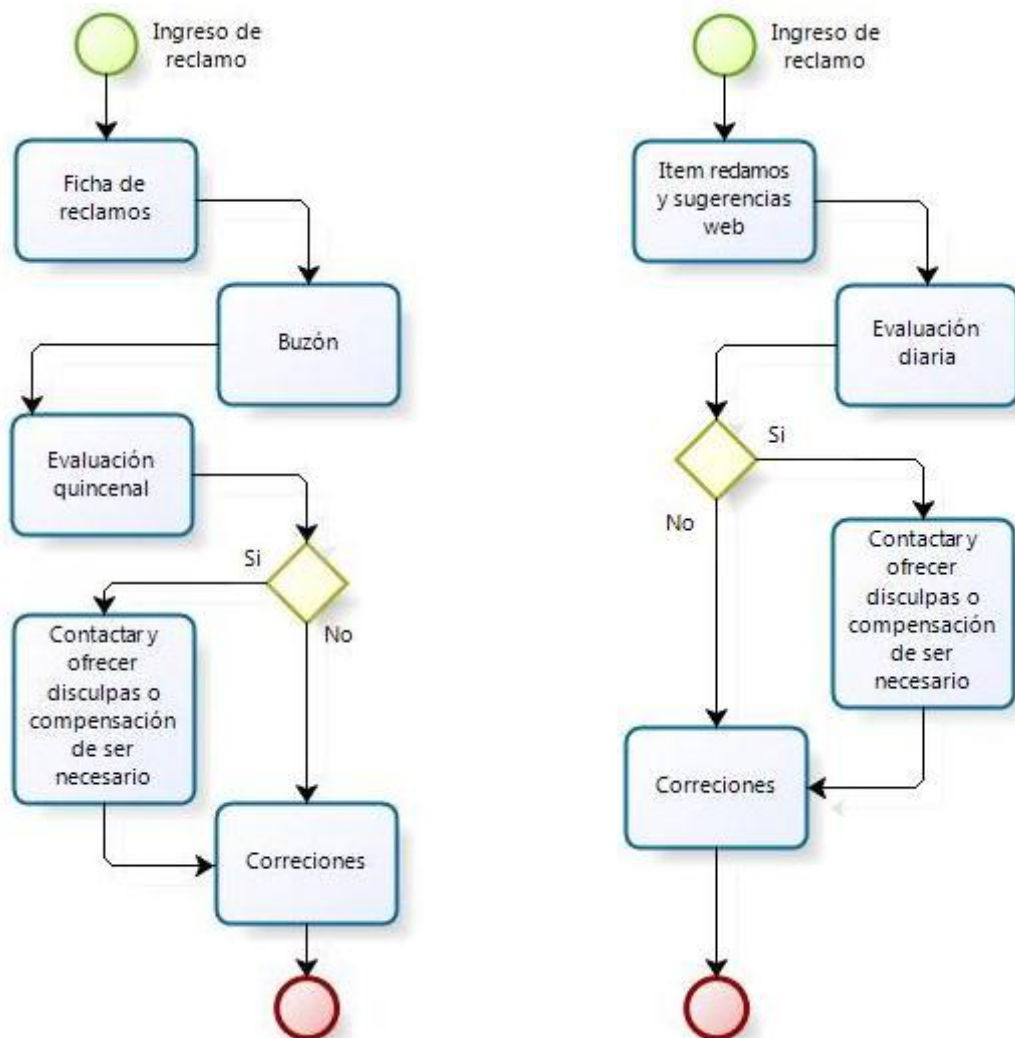 Ingreso de
reclamo
Ficha de
reclamos
Buzón
Evaluación
quincenal
Si
No
Contactar y
ofrecer
disculpas o
compensación
de ser
necesario
Correciones
Ingreso de
reclamo
Item reclamos
y sugerencias
web
Evaluación
diaria
Si
No
Contactar y
ofrecer
disculpas o
compensación
de ser
necesario
Correciones